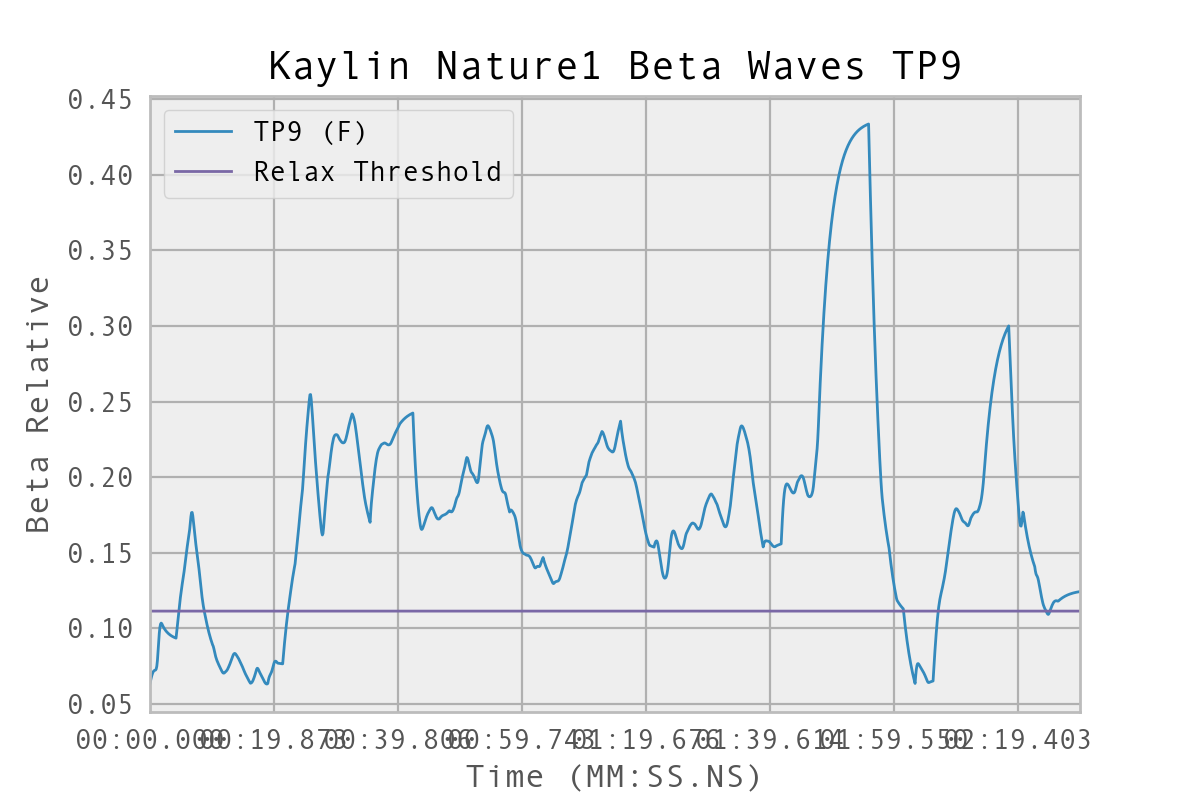 Kaylin Nature1 Beta Waves TP9
TP9 (F)
Relax Threshold
Beta Relative
0.45
0.40
0.35
0.30
0.25
0.20
0.15
0.10
0.05
00:00.000 00:19.873 00:39.806 00:59.743 01:19.676 01:39.614 01:59.550 02:19.403
Time (MM:SS.NS)